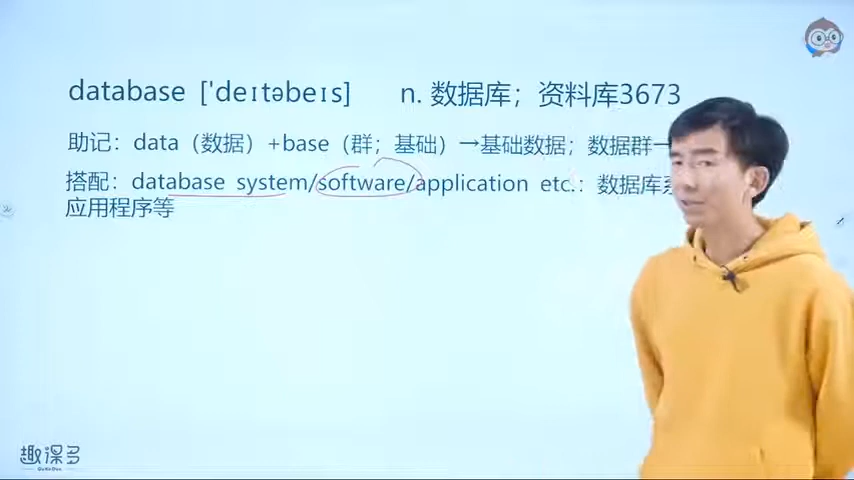 database ['deɪtəbeɪs] n. 数据库；资料库3673
助记：data（数据）+base（群；基础）→基础数据；数据群一
搭配：database system/software/application etc.：数据库系
应用程序等
趣课多